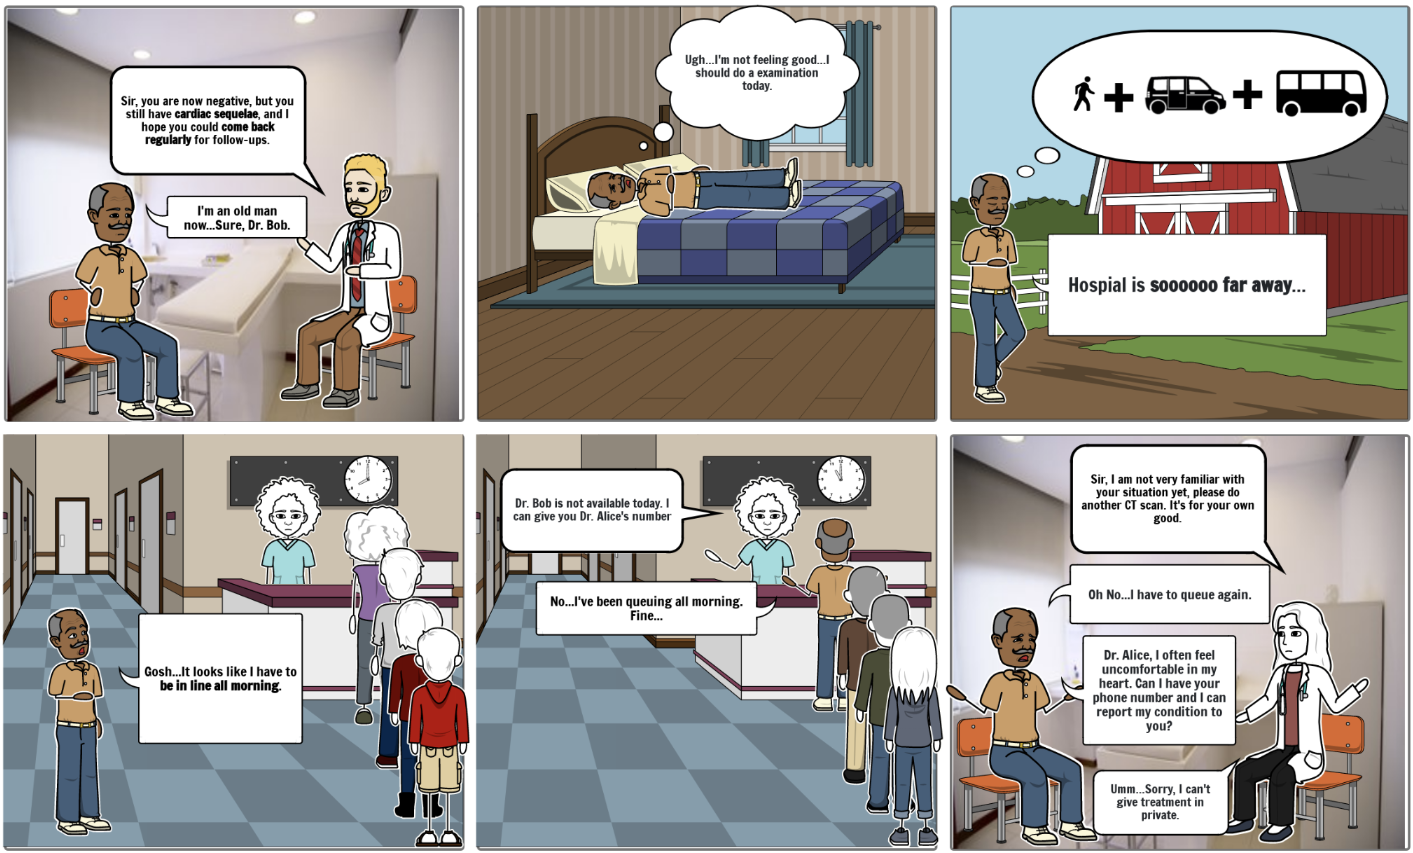 Sir, you are now negative, but you
still have cardiac sequelae, and I
hope you could come back
regularly for follow-ups.
I'm an old man
now...Sure, Dr. Bob.
Ugh...I'm not feeling good...I
should do a examination
today.
Hospial is soooooo far away...
Gosh...It looks like I have to
be in line all morning.
Dr. Bob is not available today. I
can give you Dr. Alice's number
No...I've been queuing all morning.
Fine...
Sir, I am not very familiar with
your situation yet, please do
another CT scan. It's for your own
good.
Oh No...I have to queue again.
Dr. Alice, I often feel
uncomfortable in my
heart. Can I have your
phone number and I can
report my condition to
you?
Umm...Sorry, I can't
give treatment in
private.